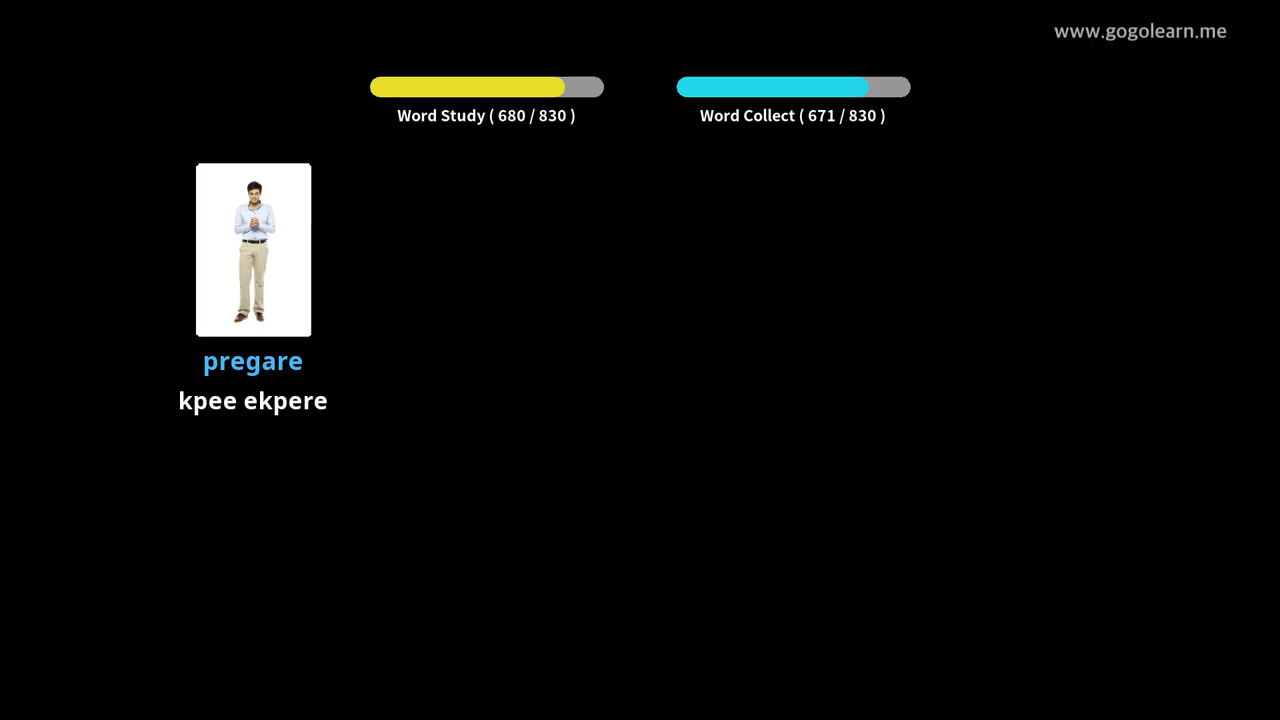 www.gogolearn.me
Word Study ( 680 / 830 )
Word Collect ( 671 / 830 )
pregare
kpee ekpere